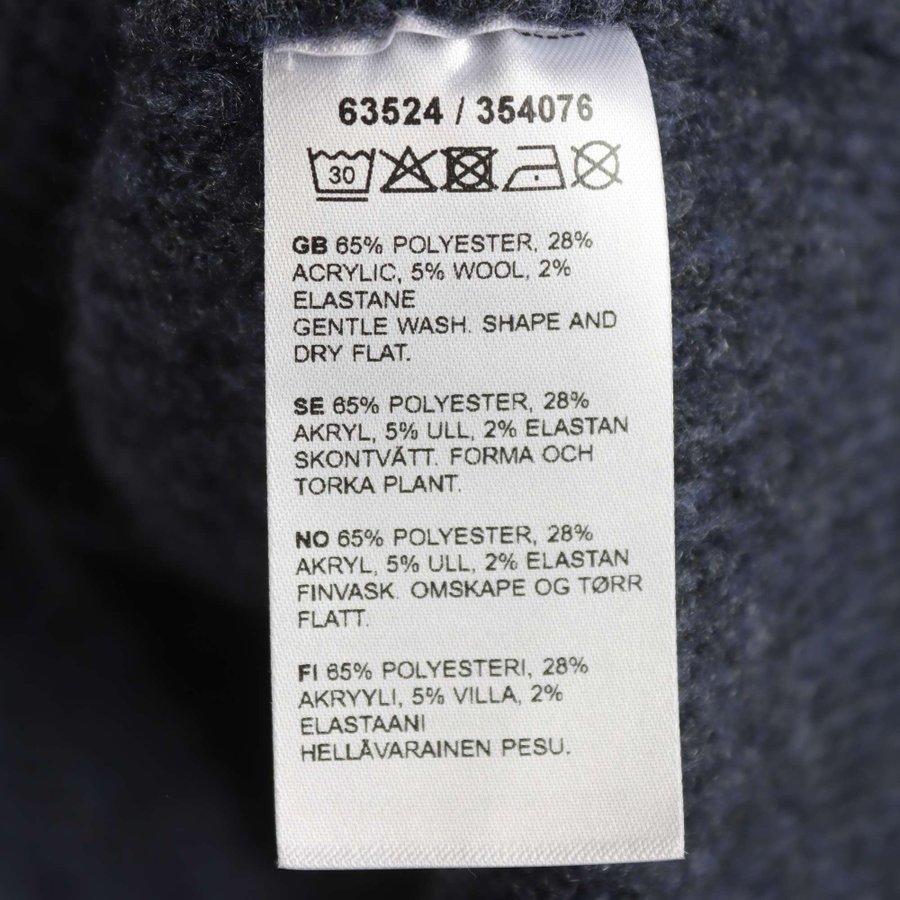 63524 / 354076
30
GB 65% POLYESTER, 28%
ACRYLIC, 5% WOOL, 2%
ELASTANE
GENTLE WASH. SHAPE AND
DRY FLAT.
SE 65% POLYESTER, 28%
AKRYL, 5% ULL, 2% ELASTAN
SKONTVÄTT. FORMA OCH
TORKA PLANT.
NO 65% POLYESTER, 28%
AKRYL, 5% ULL, 2% ELASTAN
FINVASK. OMSKAPE OG TØRR
FLATT.
FI 65% POLYESTERI, 28%
AKRYYLI, 5% VILLA, 2%
ELASTAANI
HELLÄVARAINEN PESU.